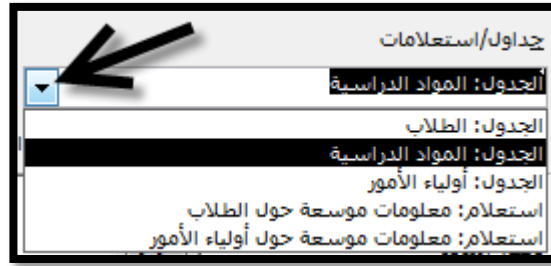 جداول/استعلامات
الجدول: المواد الدراسية
الجدول: الطلاب
الجدول: المواد الدراسية
الجدول: أولياء الأمور
استعلام: معلومات موسعة حول الطلاب
استعلام: معلومات موسعة حول أولياء الأمور